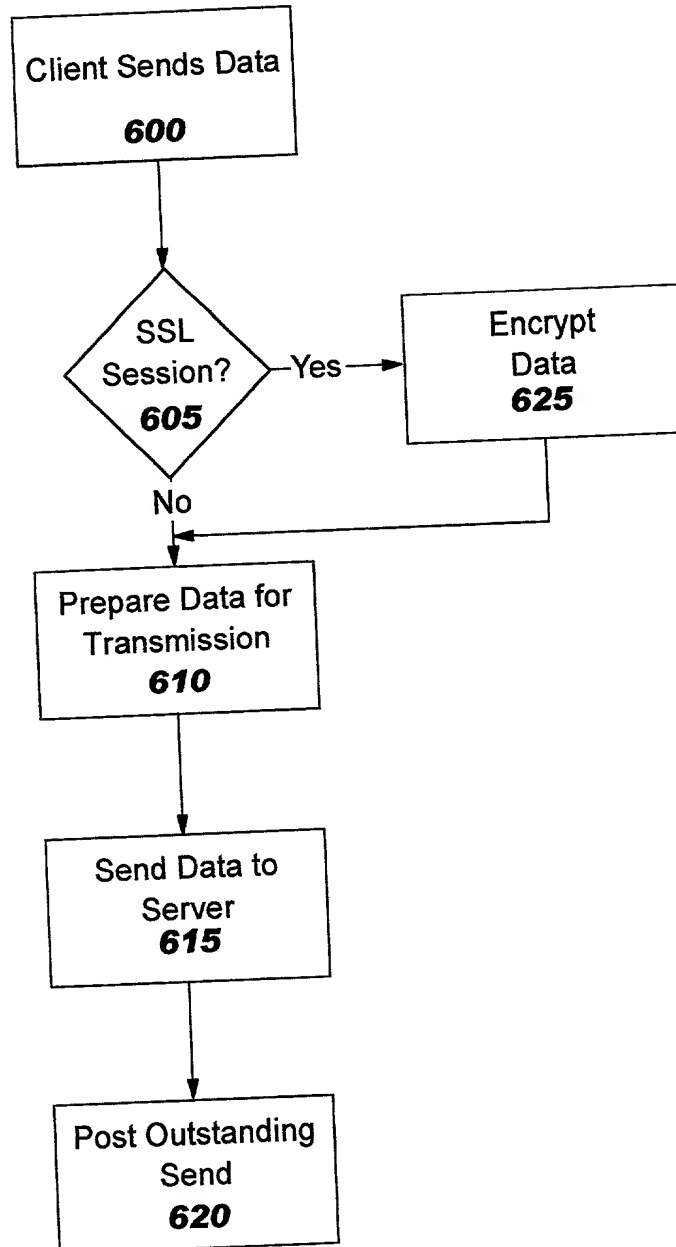 Client Sends Data
600
SSL
Session?
605
Yes
Encrypt
Data
625
No
Prepare Data for
Transmission
610
Send Data to
Server
615
Post Outstanding
Send
620